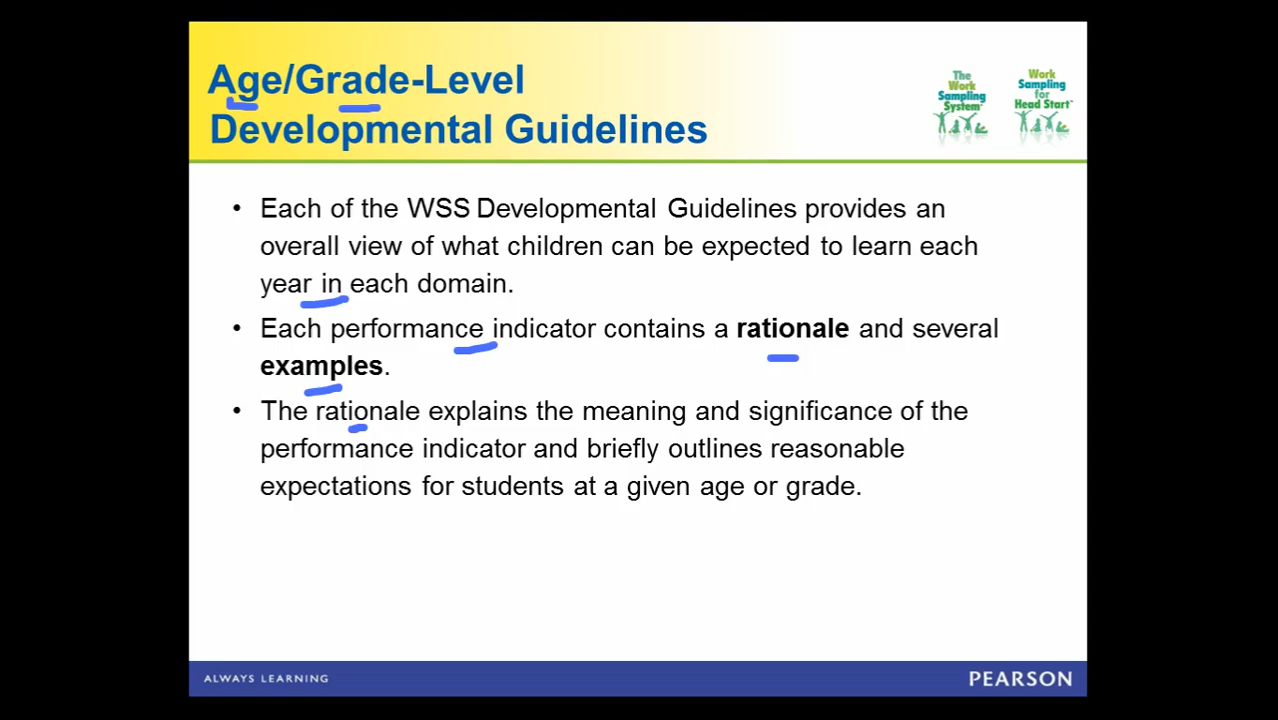 Age/Grade-Level
Developmental Guidelines
The
Work
Sampling
System™
Work
Sampling
for
Head Start™
• Each of the WSS Developmental Guidelines provides an
overall view of what children can be expected to learn each
year in each domain.
• Each performance indicator contains a rationale and several
examples.
• The rationale explains the meaning and significance of the
performance indicator and briefly outlines reasonable
expectations for students at a given age or grade.
ALWAYS LEARNING
PEARSON